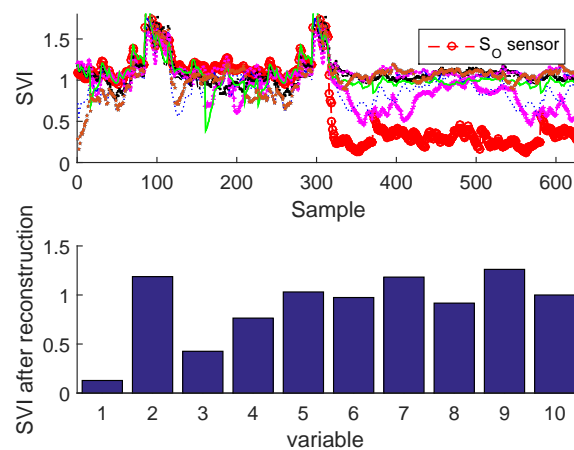 SVI
1.5
1
0.5
0
S_O sensor
0 100 200 300 400 500 600
Sample
SVI after reconstruction
1.5
1
0.5
0
1 2 3 4 5 6 7 8 9 10
variable